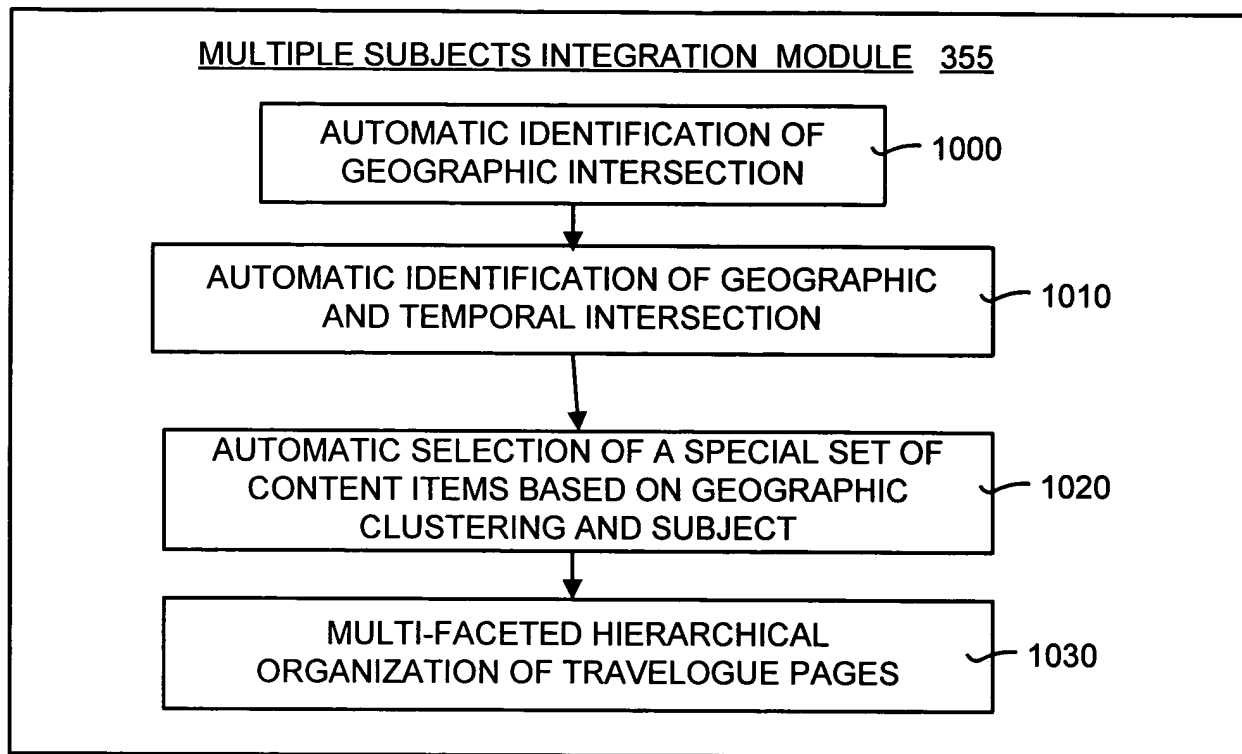 MULTIPLE SUBJECTS INTEGRATION MODULE 355
AUTOMATIC IDENTIFICATION OF
GEOGRAPHIC INTERSECTION
1000
AUTOMATIC IDENTIFICATION OF GEOGRAPHIC
AND TEMPORAL INTERSECTION
1010
AUTOMATIC SELECTION OF A SPECIAL SET OF
CONTENT ITEMS BASED ON GEOGRAPHIC
CLUSTERING AND SUBJECT
1020
MULTI-FACETED HIERARCHICAL
ORGANIZATION OF TRAVELOGUE PAGES
1030